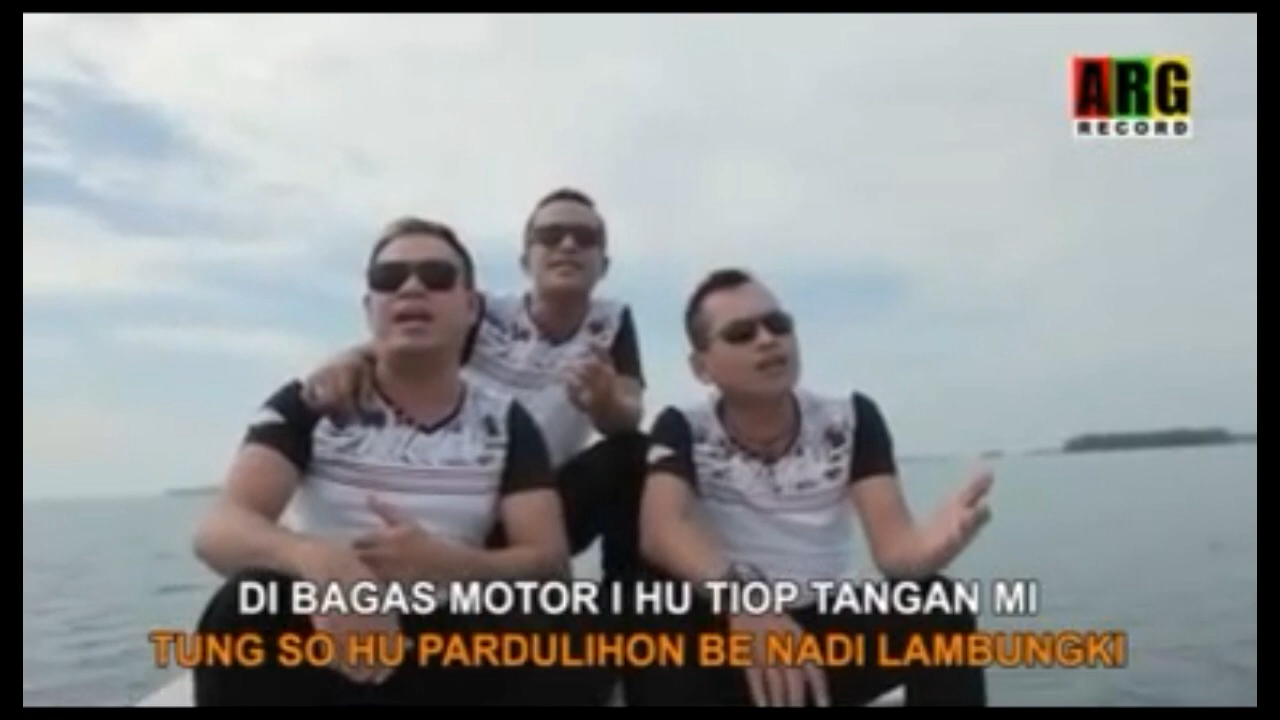 ARG
RECORD
DI BAGAS MOTOR I HU TIOP TANGAN MI
TUNG SO HU PARDULIHON BE NADI LAMBUNGKI